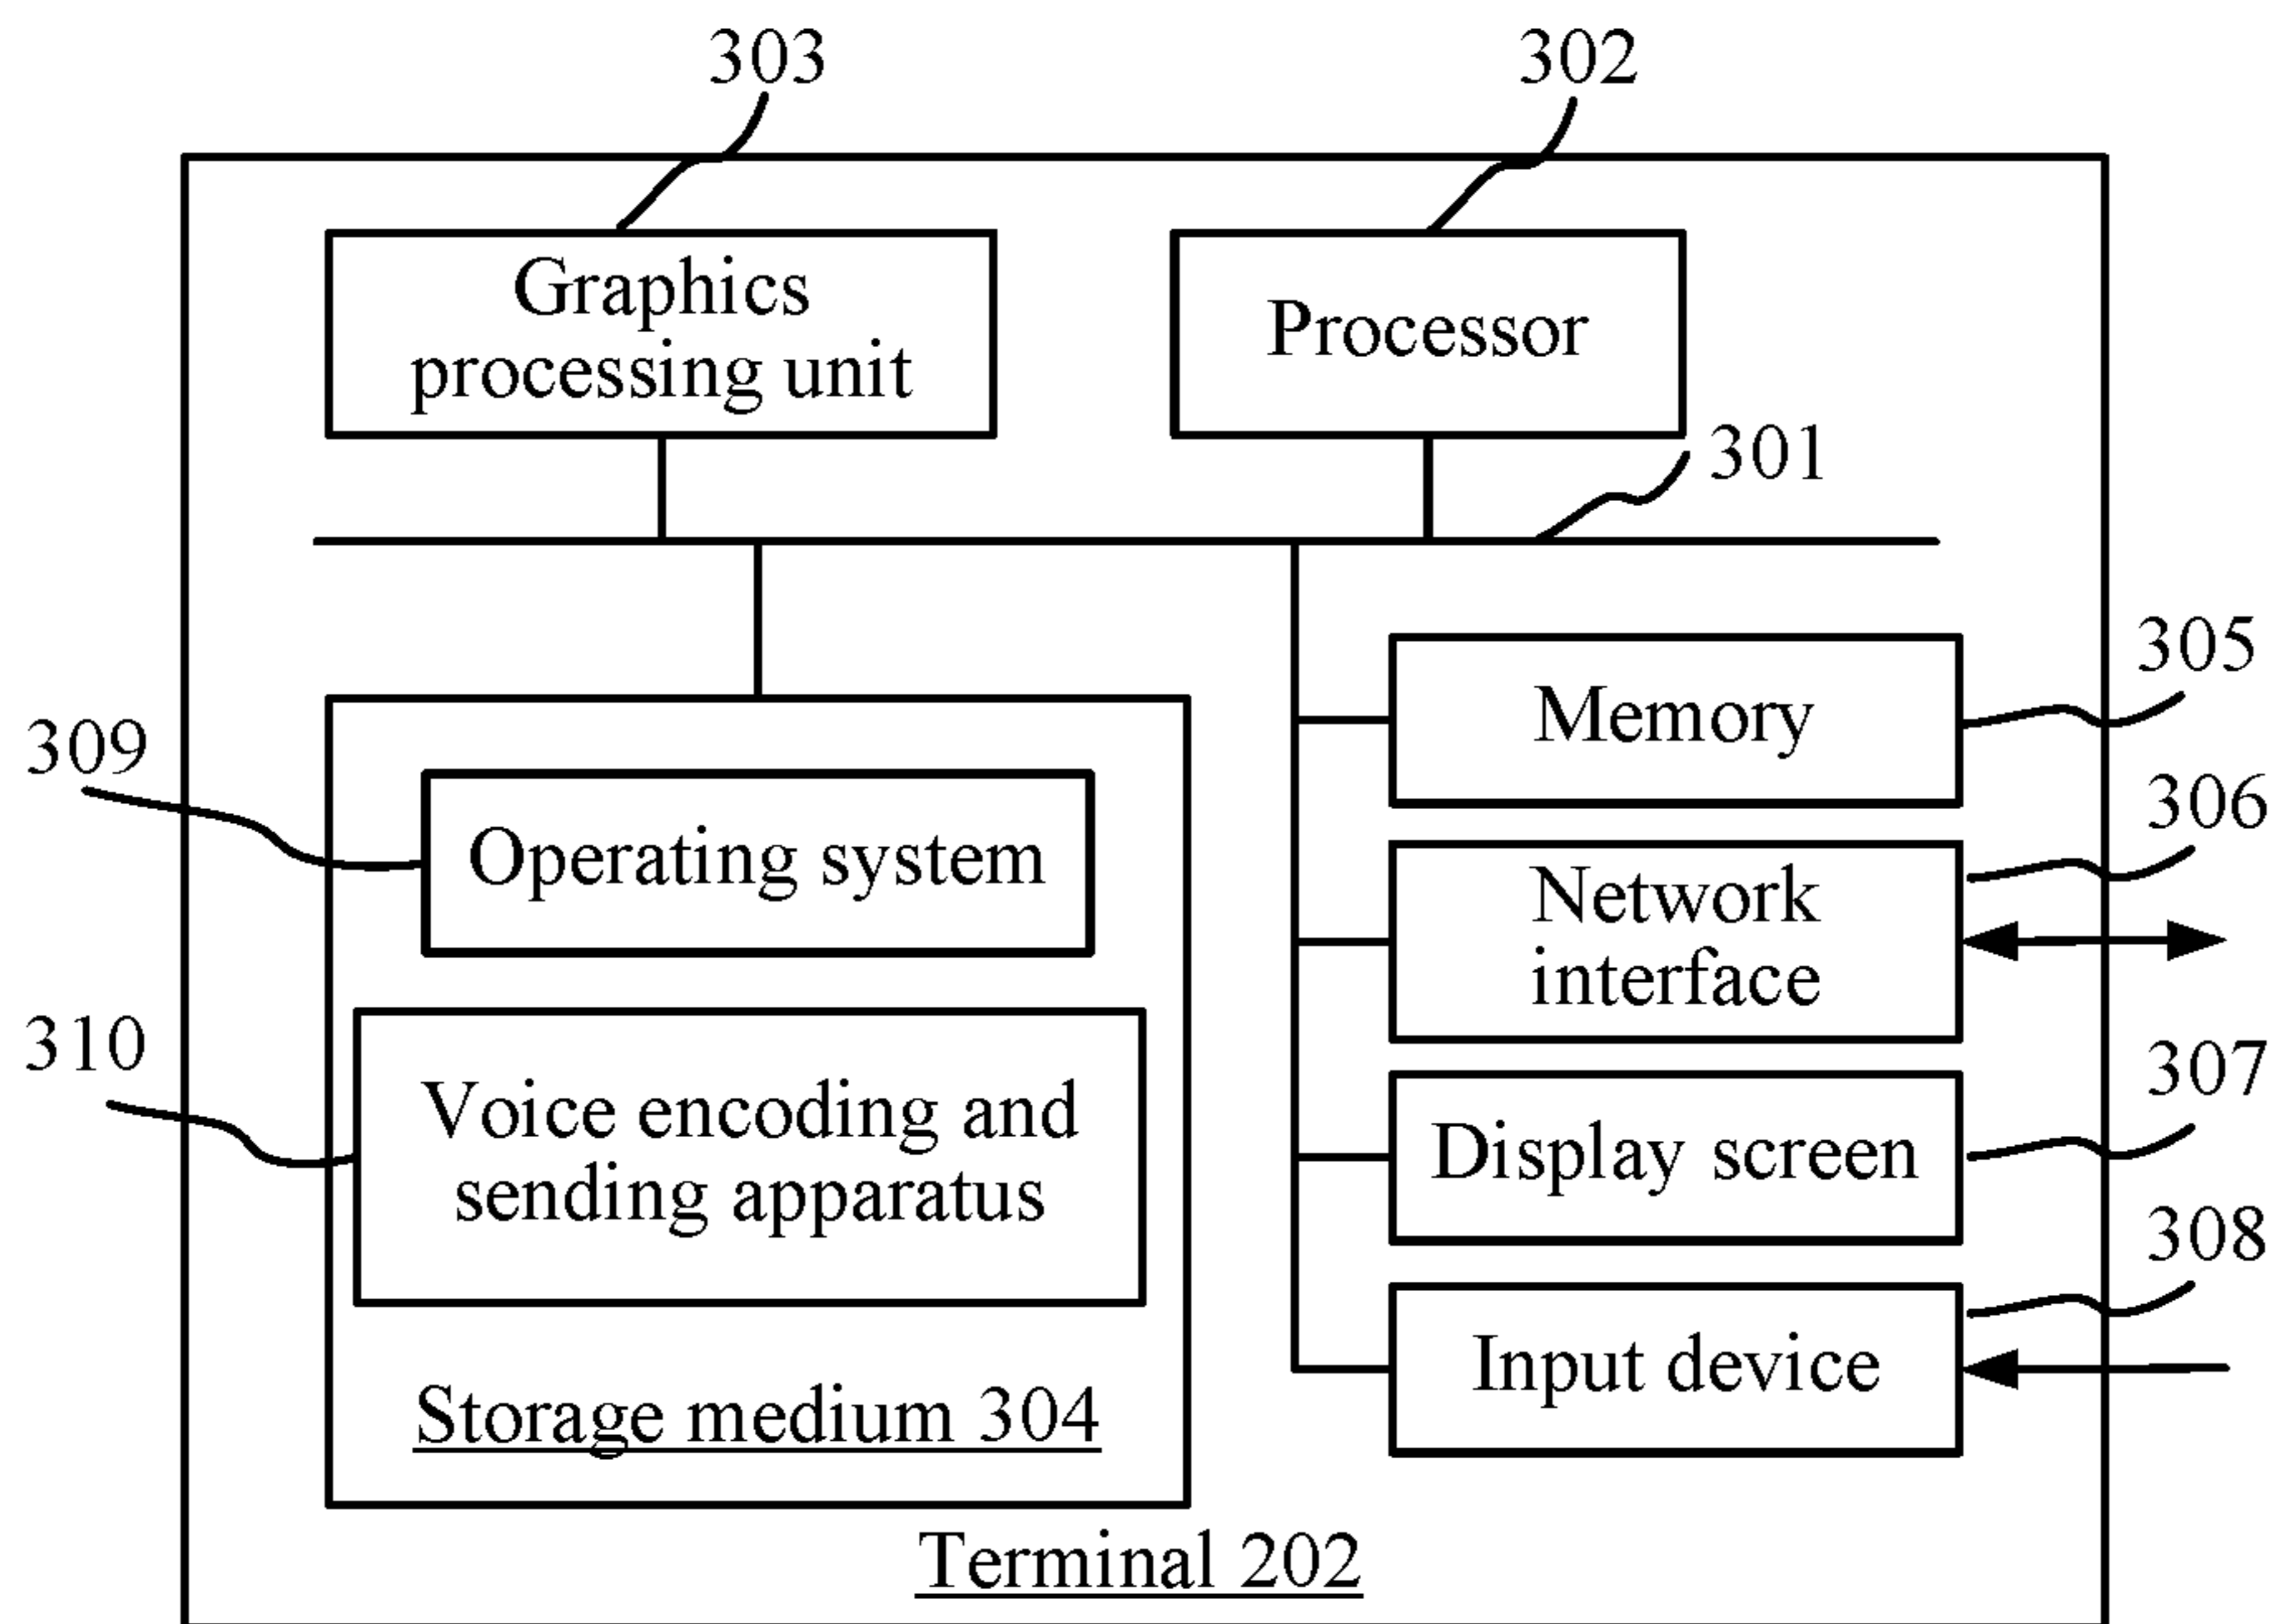 303
302
Graphics
processing unit
Processor
301
305
Memory
309
306
Operating system
Network
interface
310
307
Voice encoding and
sending apparatus
Display screen
308
Input device
Storage medium 304
Terminal 202